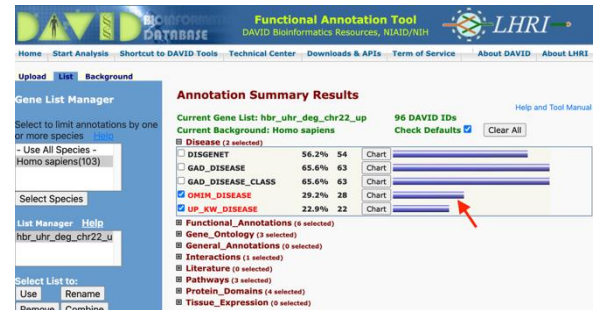 DAVID BIOINFORMATICS DATABASE
Functional Annotation Tool
DAVID Bioinformatics Resources, NIAID/NIH
LHRI
Home Start Analysis Shortcut to DAVID Tools Technical Center Downloads & APIs Term of Service About DAVID About LHRI
Upload List Background
Gene List Manager
Select to limit annotations by one
or more species Help
- Use All Species -
Homo sapiens(103)
Select Species
List Manager Help
hbr_uhr_deg_chr22_u
Select List to:
Use Rename
Remove Combine
Annotation Summary Results
Help and Tool Manual
Current Gene List: hbr_uhr_deg_chr22_up 96 DAVID IDs
Current Background: Homo sapiens Check Defaults Clear All
Disease (2 selected)
DISGENET 56.2% 54 Chart
GAD_DISEASE 65.6% 63 Chart
GAD_DISEASE_CLASS 65.6% 63 Chart
OMIM_DISEASE 29.2% 28 Chart
UP_KW_DISEASE 22.9% 22 Chart
Functional_Annotations (6 selected)
Gene_Ontology (3 selected)
General_Annotations (0 selected)
Interactions (1 selected)
Literature (0 selected)
Pathways (3 selected)
Protein_Domains (4 selected)
Tissue_Expression (0 selected)